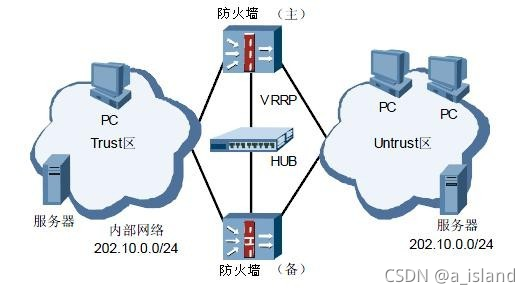 防火墙 （主）
VRRP
PC
Trust区
服务器
内部网络
202.10.0.0/24
HUB
PC
PC
Untrust区
服务器
202.10.0.0/24
防火墙 （备）
CSDN @a_island